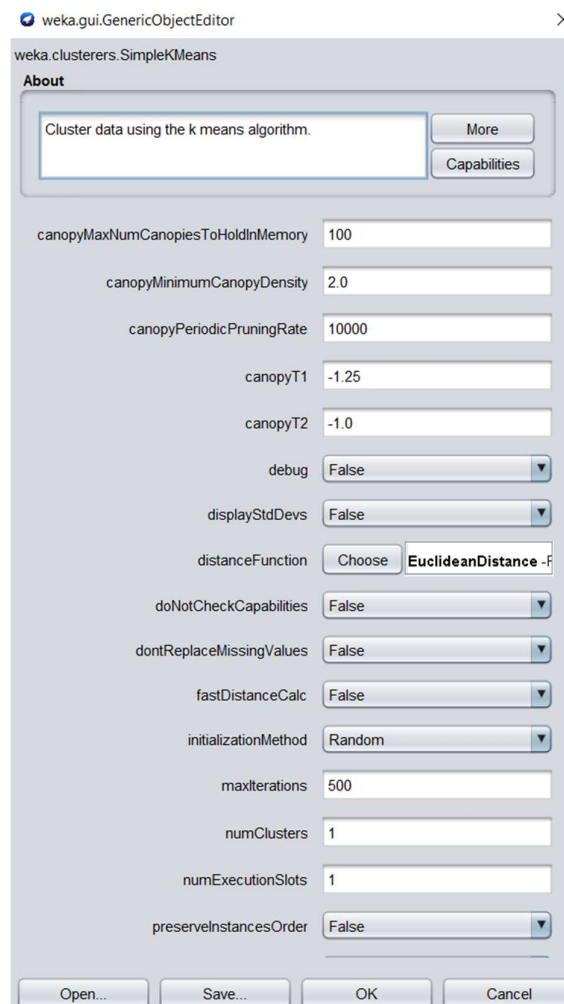 weka.gui.GenericObjectEditor
weka.clusterers.SimpleKMeans
About
Cluster data using the k means algorithm.
More
Capabilities
canopyMaxNumCanopiesToHoldInMemory 100
canopyMinimumCanopyDensity 2.0
canopyPeriodicPruningRate 10000
canopyT1 -1.25
canopyT2 -1.0
debug False
displayStdDevs False
distanceFunction Choose EuclideanDistance -F
doNotCheckCapabilities False
dontReplaceMissingValues False
fastDistanceCalc False
initializationMethod Random
maxIterations 500
numClusters 1
numExecutionSlots 1
preserveInstancesOrder False
Open... Save... OK Cancel